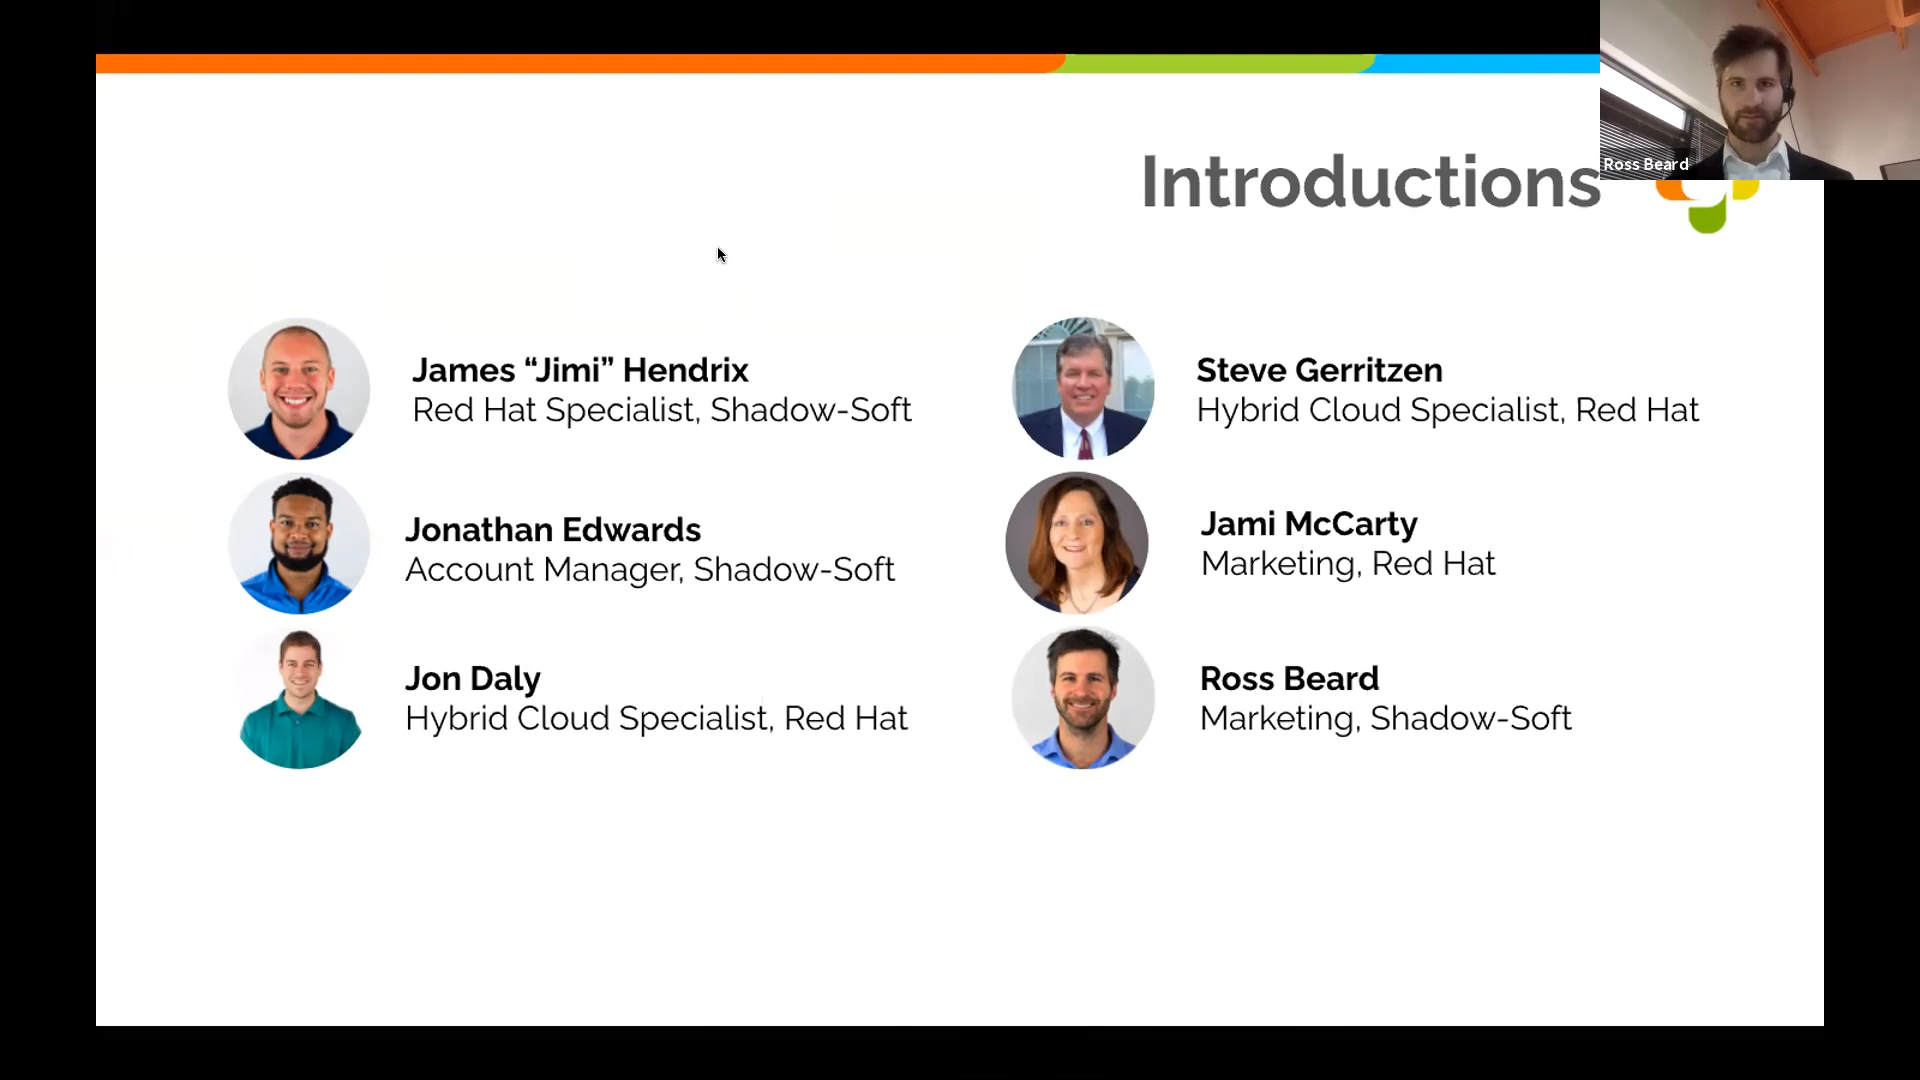 Ross Beard
Introductions
James “Jimi” Hendrix
Red Hat Specialist, Shadow-Soft
Jonathan Edwards
Account Manager, Shadow-Soft
Jon Daly
Hybrid Cloud Specialist, Red Hat
Steve Gerritzen
Hybrid Cloud Specialist, Red Hat
Jami McCarty
Marketing, Red Hat
Ross Beard
Marketing, Shadow-Soft